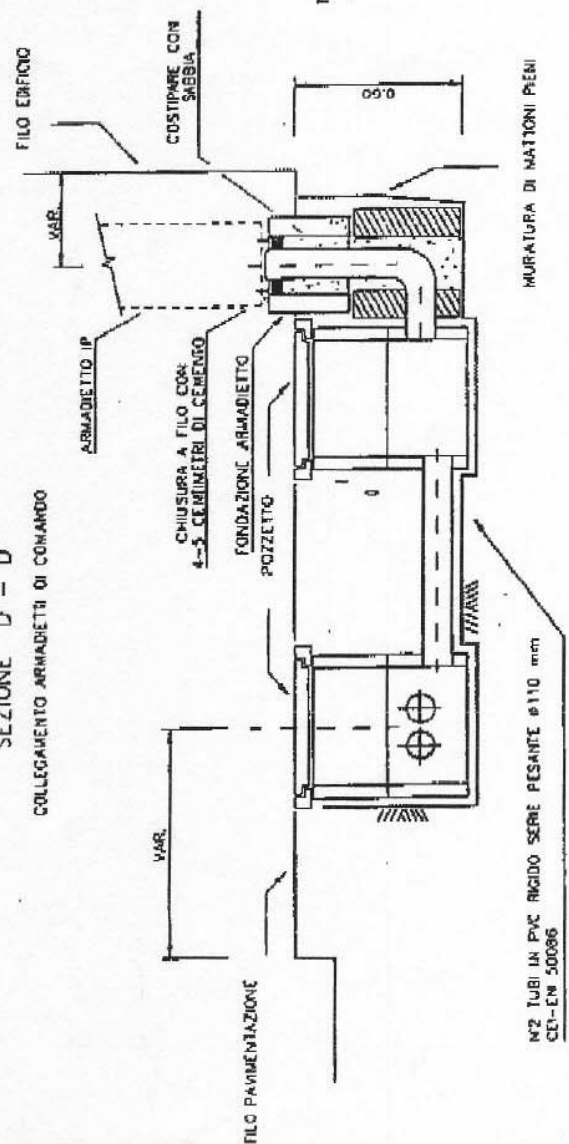 SEZIONE D - D
COLLEGAMENTO ARMADIETTI DI COMANDO
FILO EDIFICIO
VAR.
ARMADIETTO IP
COSTIPARE CON
SABBIA
CHIUSURA A FILO CON
4-5 CENTIMETRI DI CEMENTO
FONDAZIONE ARMADIETTO
POZZETTO
VAR.
FILO PAVIMENTAZIONE
0.60
MURATURA DI MATTONI PIENI
N°2 TUBI IN PVC RIGIDO SERIE PESANTE ø110 mm
CEI-EN 50086